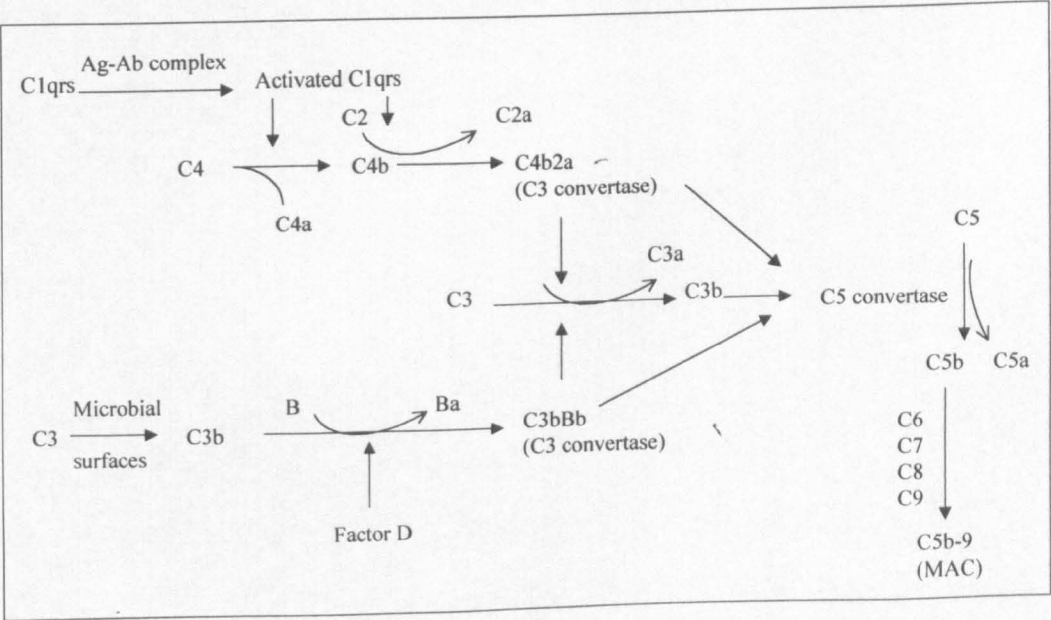 Ag-Ab complex
C1qrs
Activated C1qrs
C2
C2a
C4
C4b
C4b2a
(C3 convertase)
C4a
C5
C3a
C3
C3b
C5 convertase
C5b
C5a
Microbial
surfaces
C3
C3b
B
Ba
C3bBb
(C3 convertase)
Factor D
C6
C7
C8
C9
C5b-9
(MAC)